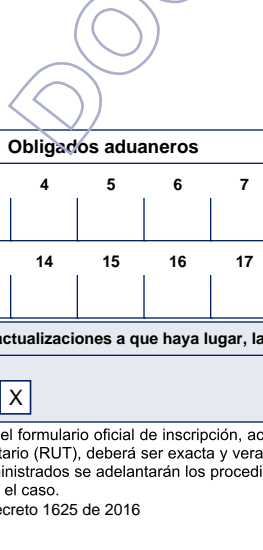 DOC
Obligados aduaneros
4 5 6 7
14 15 16 17
actualizaciones a que haya lugar, la
X
el formulario oficial de inscripción, ac
tario (RUT), deberá ser exacta y vera
inistrados se adelantarán los procedi
el caso.
ecreto 1625 de 2016